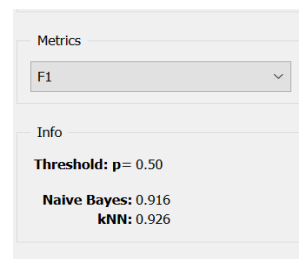 Metrics
F1
Info
Threshold: p= 0.50
Naive Bayes: 0.916
kNN: 0.926